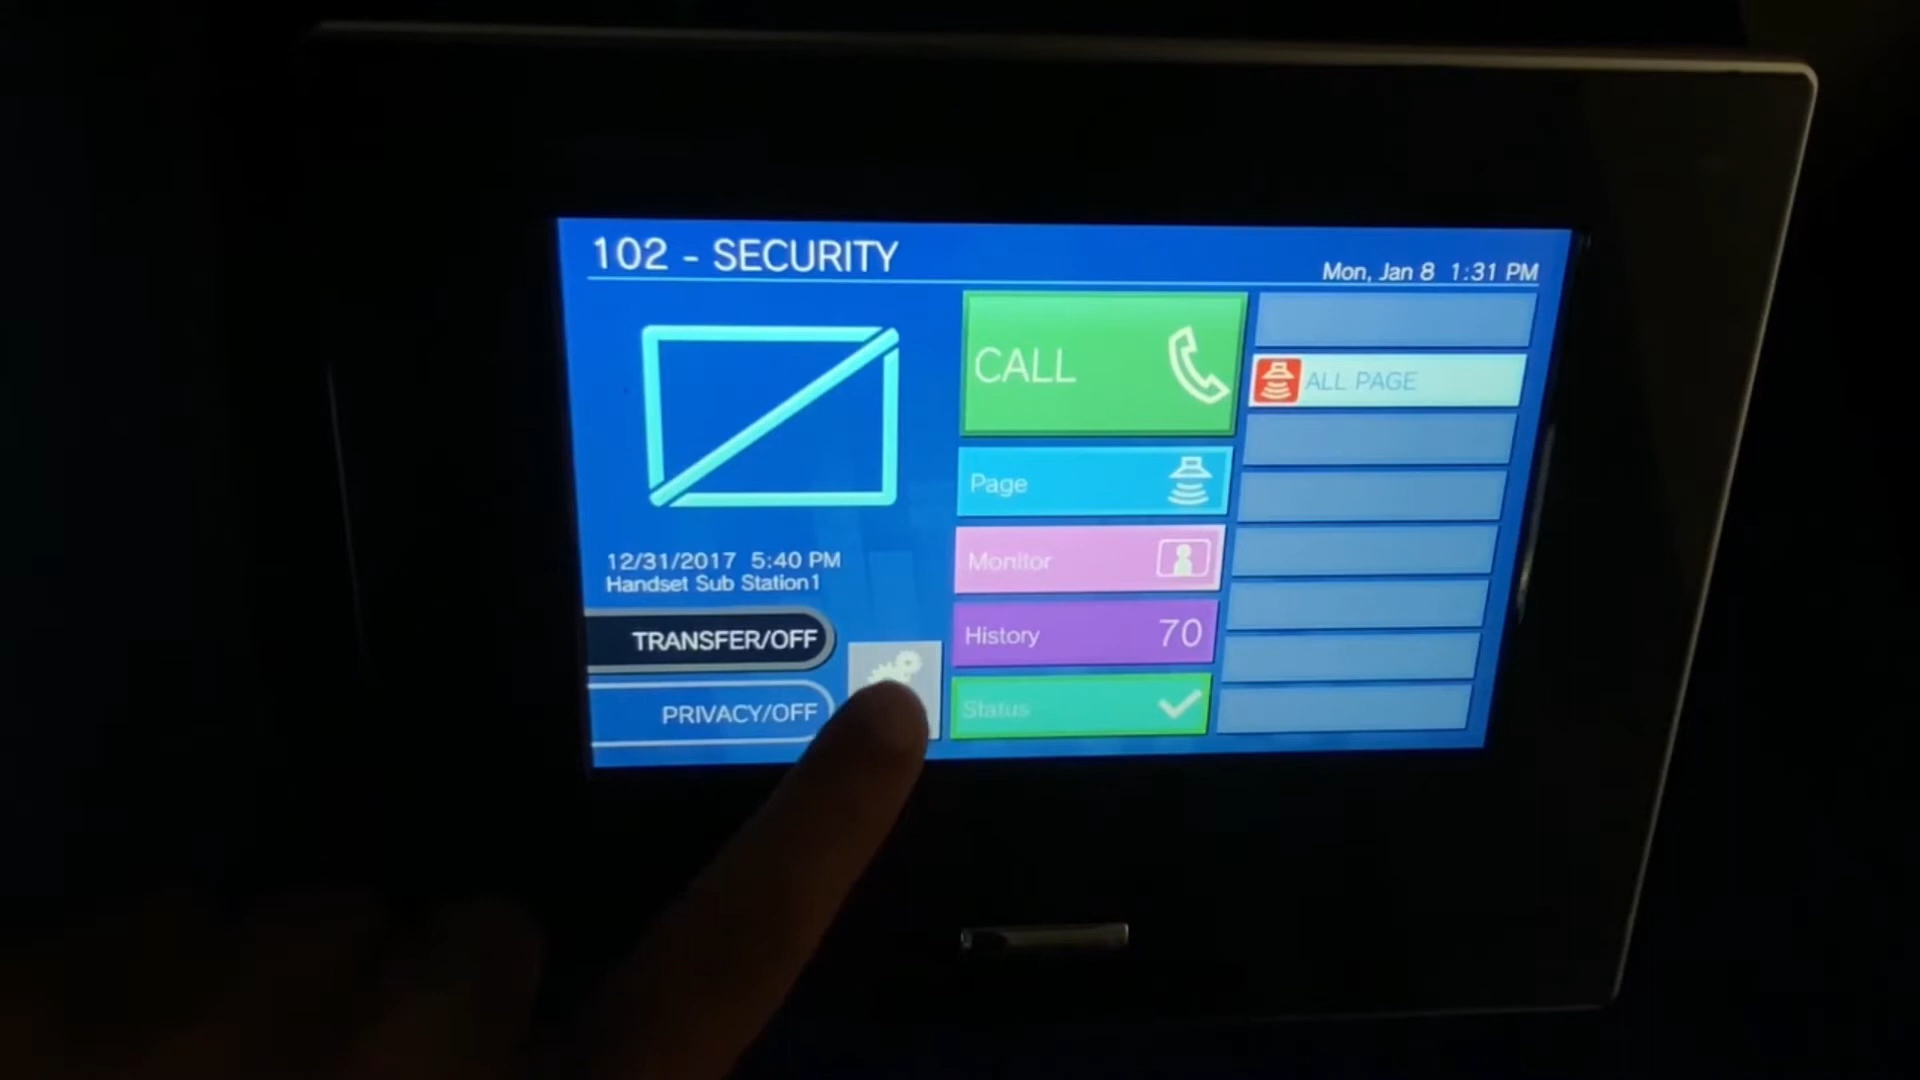 102 - SECURITY
Mon, Jan 8 1:31 PM
CALL
ALL PAGE
Page
Monitor
12/31/2017 5:40 PM
Handset Sub Station1
History 70
TRANSFER/OFF
Status
PRIVACY/OFF